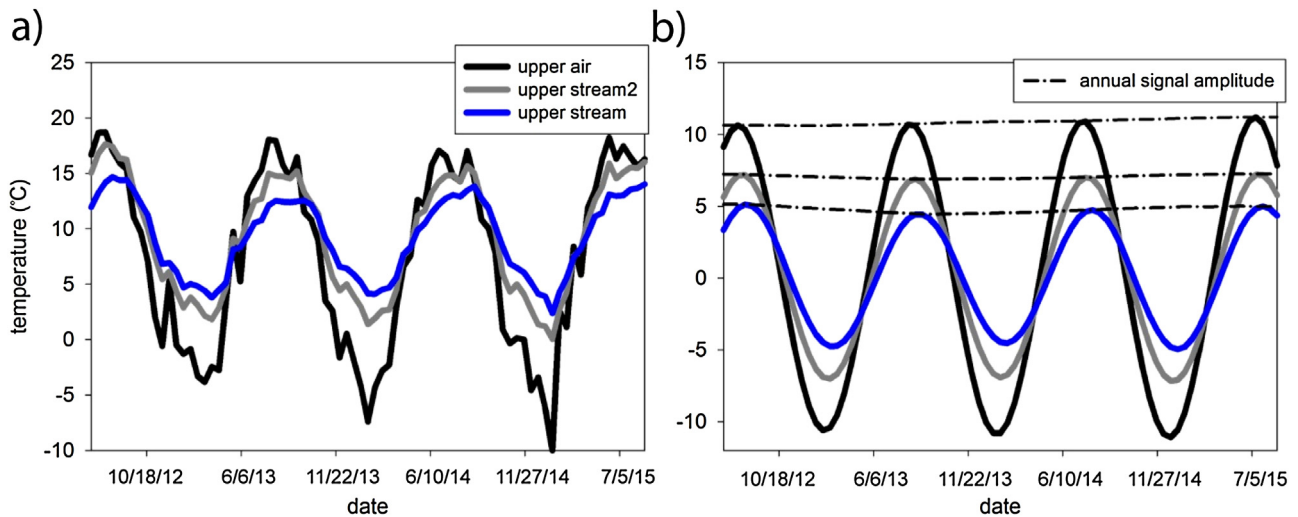 a)
25
20
15
10
5
0
-5
-10
temperature (°C)
upper air
upper stream2
upper stream
10/18/12 6/6/13 11/22/13 6/10/14 11/27/14 7/5/15
date
b)
15
10
5
0
-5
-10
annual signal amplitude
10/18/12 6/6/13 11/22/13 6/10/14 11/27/14 7/5/15
date